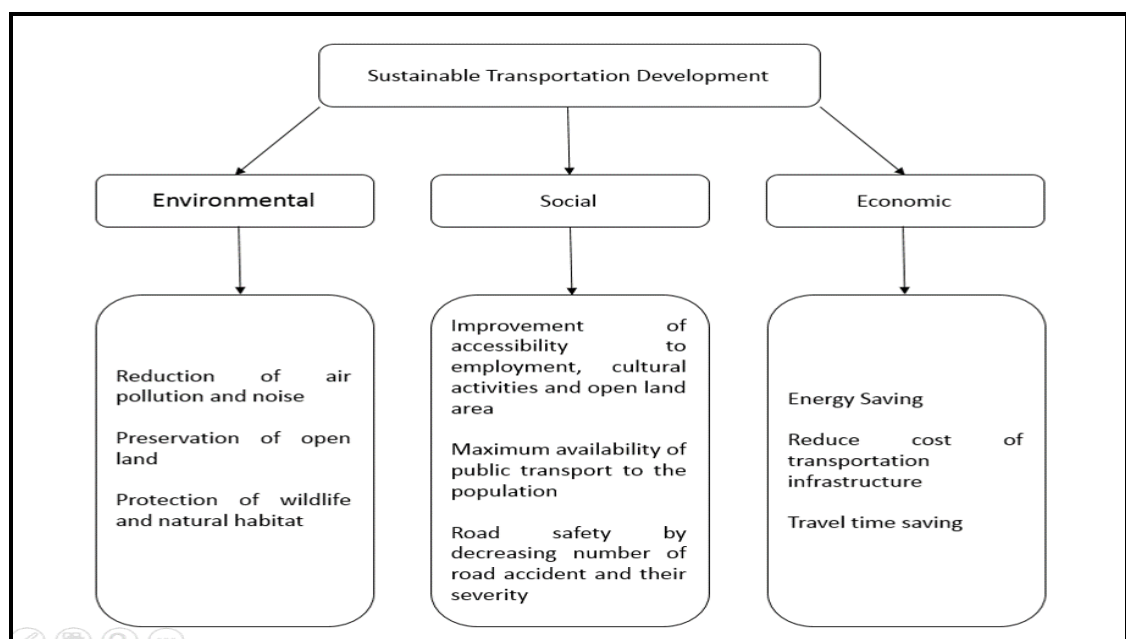 Sustainable Transportation Development
Environmental
Social
Economic
Reduction of air
pollution and noise
Preservation of open
land
Protection of wildlife
and natural habitat
Improvement of
accessibility to
employment, cultural
activities and open land
area
Maximum availability of
public transport to the
population
Road safety by
decreasing number of
road accident and their
severity
Energy Saving
Reduce cost of
transportation
infrastructure
Travel time saving